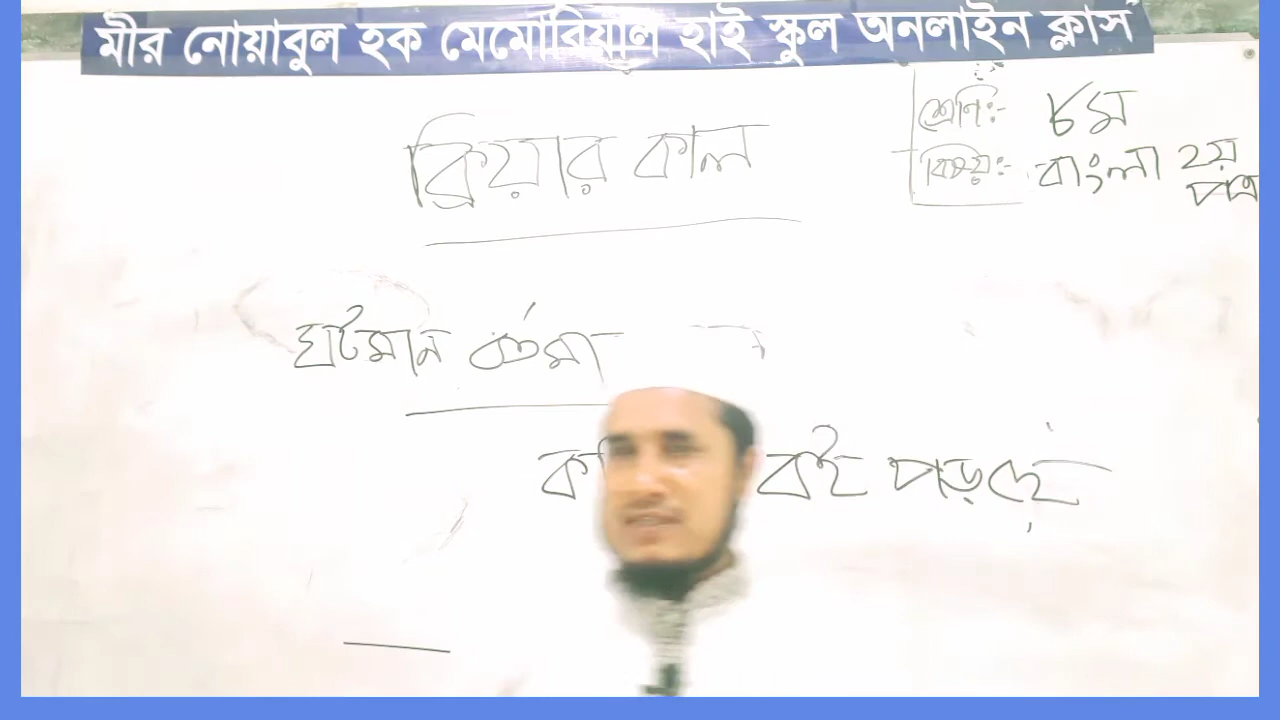 মীর নোয়াবুল হক মেমোরিয়াল হাই স্কুল অনলাইন ক্লাস
শ্রেণি:- ৮ম
বিষয়:- বাংলা ২য় পত্র
ক্রিয়ার কাল
ঘটমান বর্তমা
ক বই পড়ছে